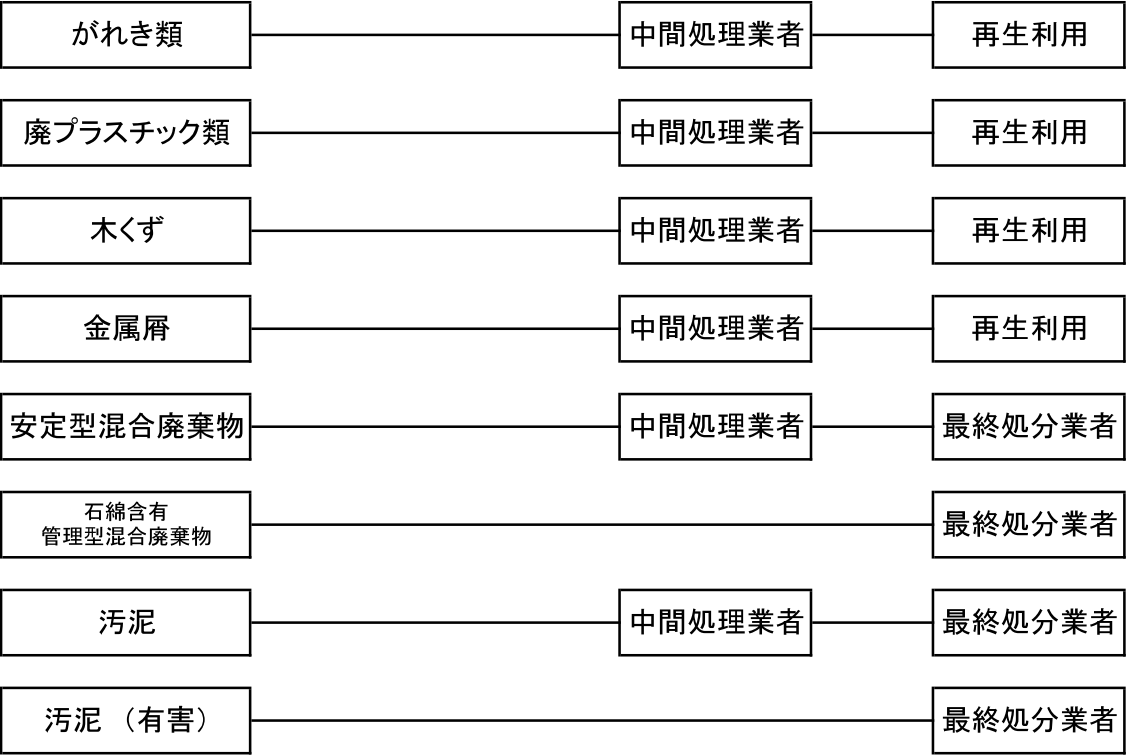 がれき類 中間処理業者 再生利用
廃プラスチック類 中間処理業者 再生利用
木くず 中間処理業者 再生利用
金属屑 中間処理業者 再生利用
安定型混合廃棄物 中間処理業者 最終処分業者
石綿含有
管理型混合廃棄物 最終処分業者
汚泥 中間処理業者 最終処分業者
汚泥 （有害） 最終処分業者